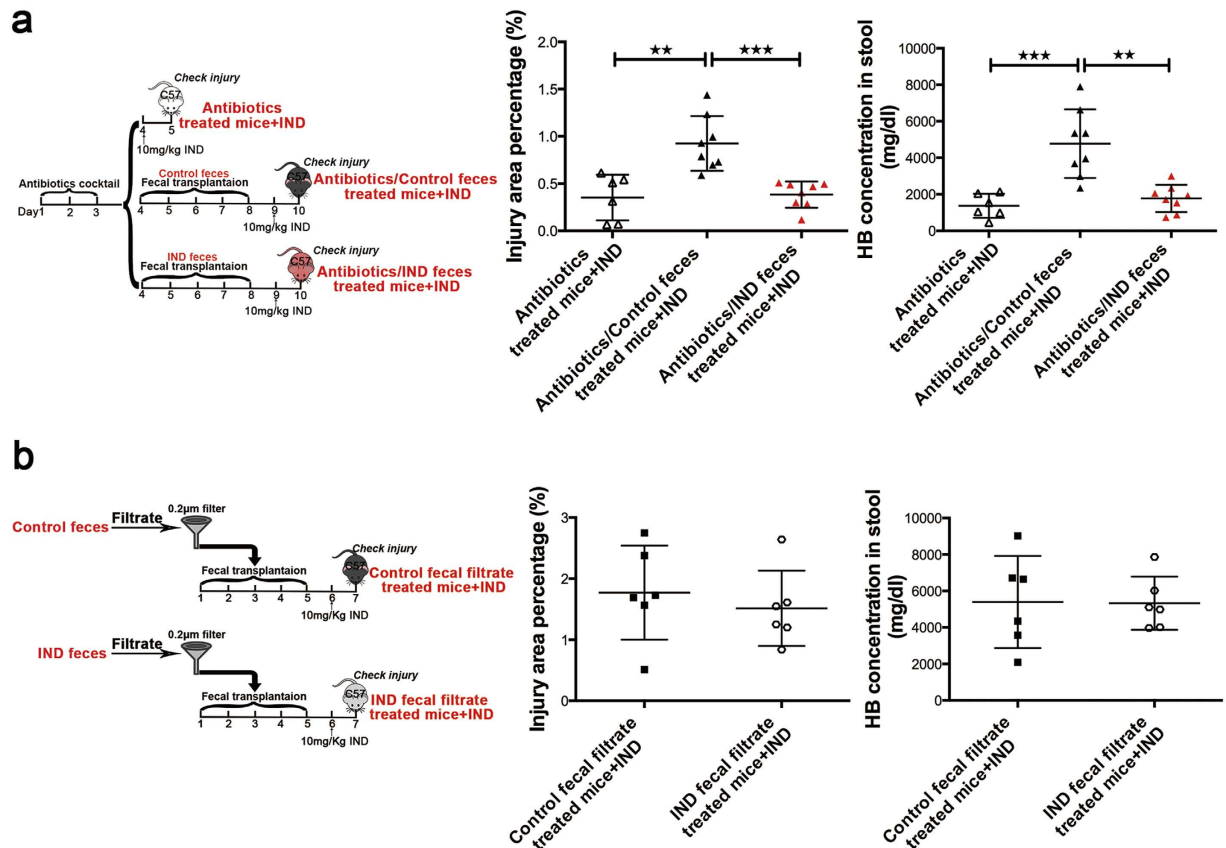 a
Check injury
C57
Antibiotics
treated mice+IND
4 5
10mg/kg IND
Antibiotics cocktail
Day1 2 3
Control feces
Fecal transplantaion
4 5 6 7 8 9 10
10mg/kg IND
Check injury
C57
Antibiotics/Control feces
treated mice+IND
IND feces
Fecal transplantaion
4 5 6 7 8 9 10
10mg/kg IND
Check injury
C57
Antibiotics/IND feces
treated mice+IND
Injury area percentage (%)
2.0
1.5
1.0
0.5
0.0
★★
★★★
Antibiotics
treated mice+IND
Antibiotics/Control feces
treated mice+IND
Antibiotics/IND feces
treated mice+IND
HB concentration in stool
(mg/dl)
10000
8000
6000
4000
2000
0
★★★
★★
Antibiotics
treated mice+IND
Antibiotics/Control feces
treated mice+IND
Antibiotics/IND feces
treated mice+IND
b
Control feces
Filtrate
0.2μm filter
Fecal transplantaion
1 2 3 4 5 6 7
10mg/Kg IND
Check injury
C57
Control fecal filtrate
treated mice+IND
IND feces
Filtrate
0.2μm filter
Fecal transplantaion
1 2 3 4 5 6 7
10mg/Kg IND
Check injury
C57
IND fecal filtrate
treated mice+IND
Injury area percentage (%)
3
2
1
0
Control fecal filtrate
treated mice+IND
IND fecal filtrate
treated mice+IND
HB concentration in stool
(mg/dl)
10000
8000
6000
4000
2000
0
Control fecal filtrate
treated mice+IND
IND fecal filtrate
treated mice+IND